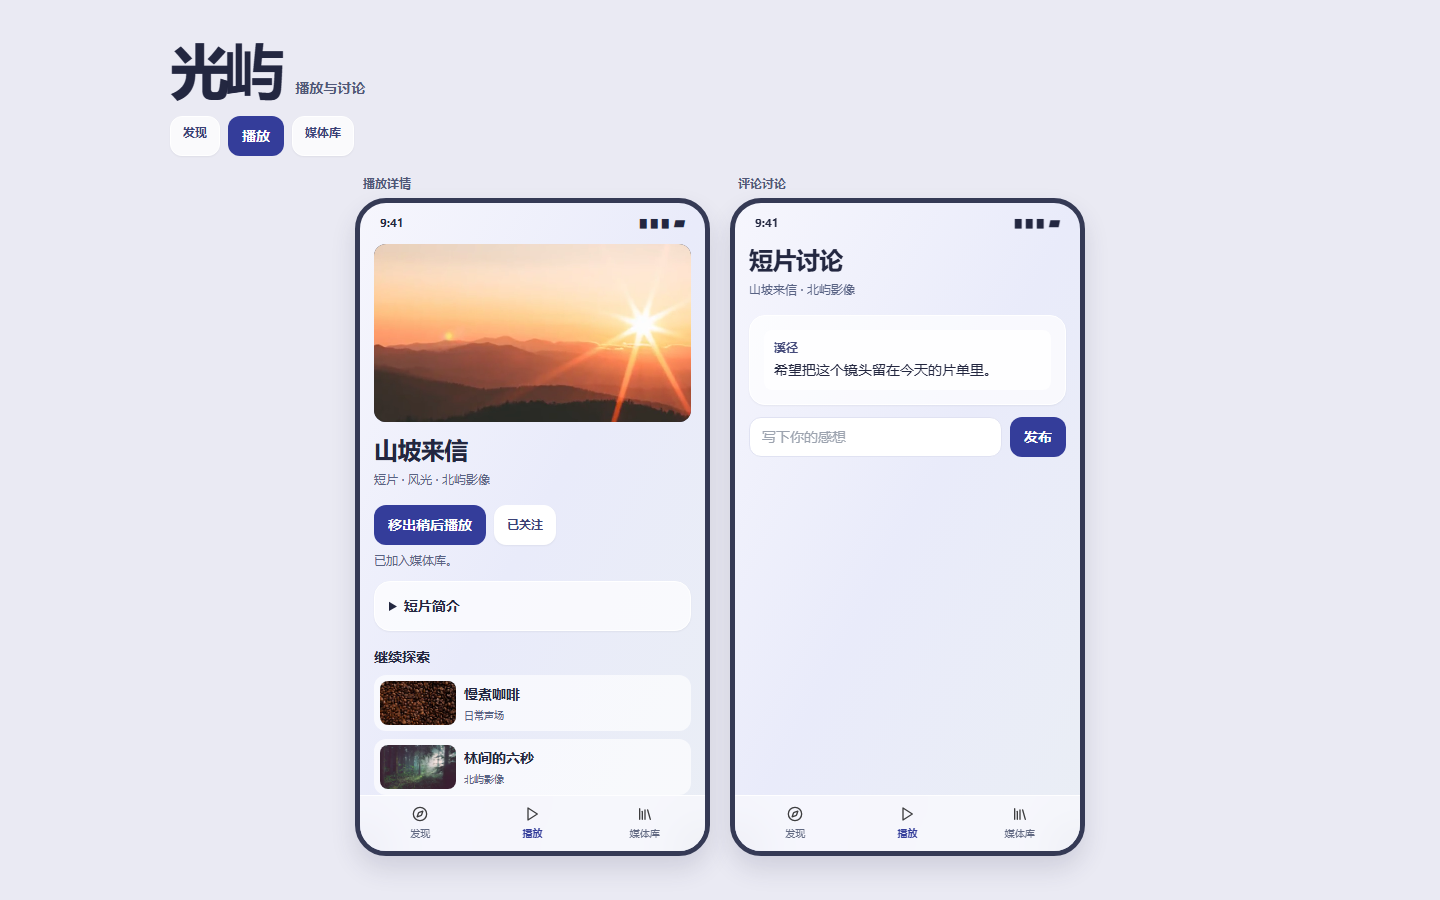 光屿 播放与讨论
发现 播放 媒体库
播放详情
9:41
山坡来信
短片 · 风光 · 北屿影像
移出稍后播放 已关注
已加入媒体库。
▶ 短片简介
继续探索
慢煮咖啡
日常声场
林间的六秒
北屿影像
发现 播放 媒体库
评论讨论
9:41
短片讨论
山坡来信 · 北屿影像
溪径
希望把这个镜头留在今天的片单里。
写下你的感想 发布
发现 播放 媒体库